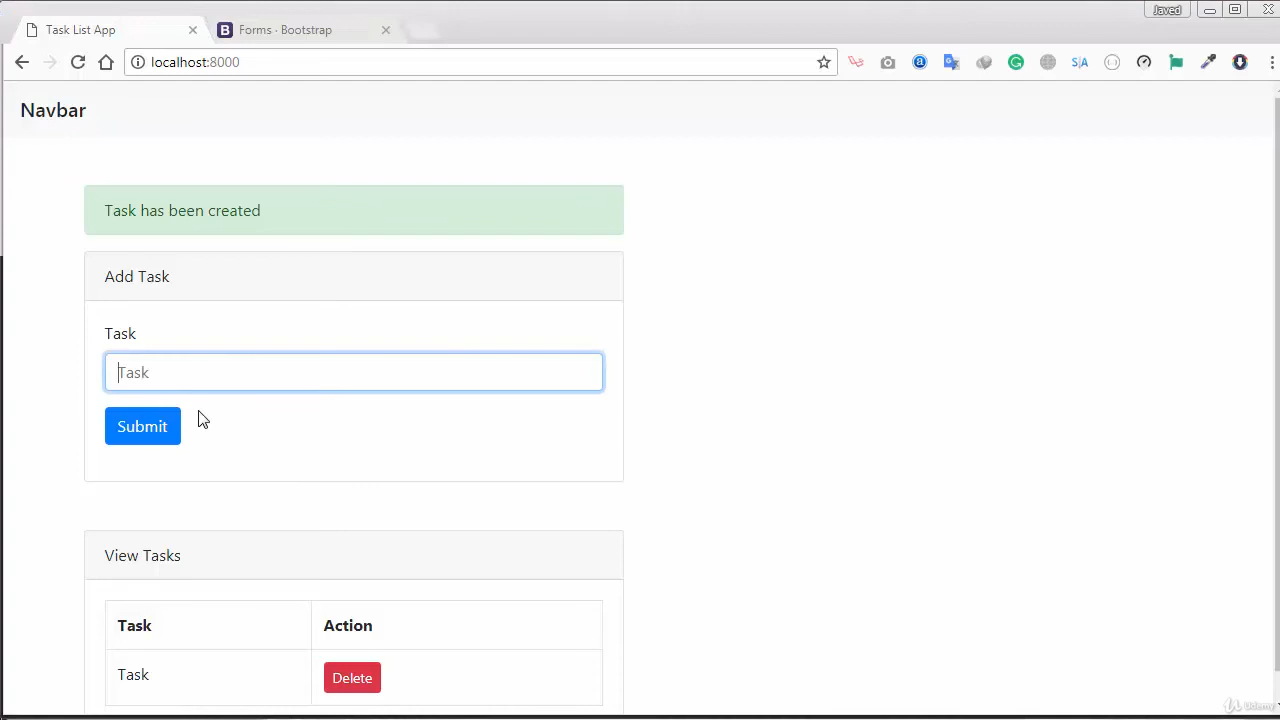 Javed
Task List App
B Forms · Bootstrap
localhost:8000
S|A
Navbar
Task has been created
Add Task
Task
Task
Submit
View Tasks
Task Action
Task Delete
Udemy